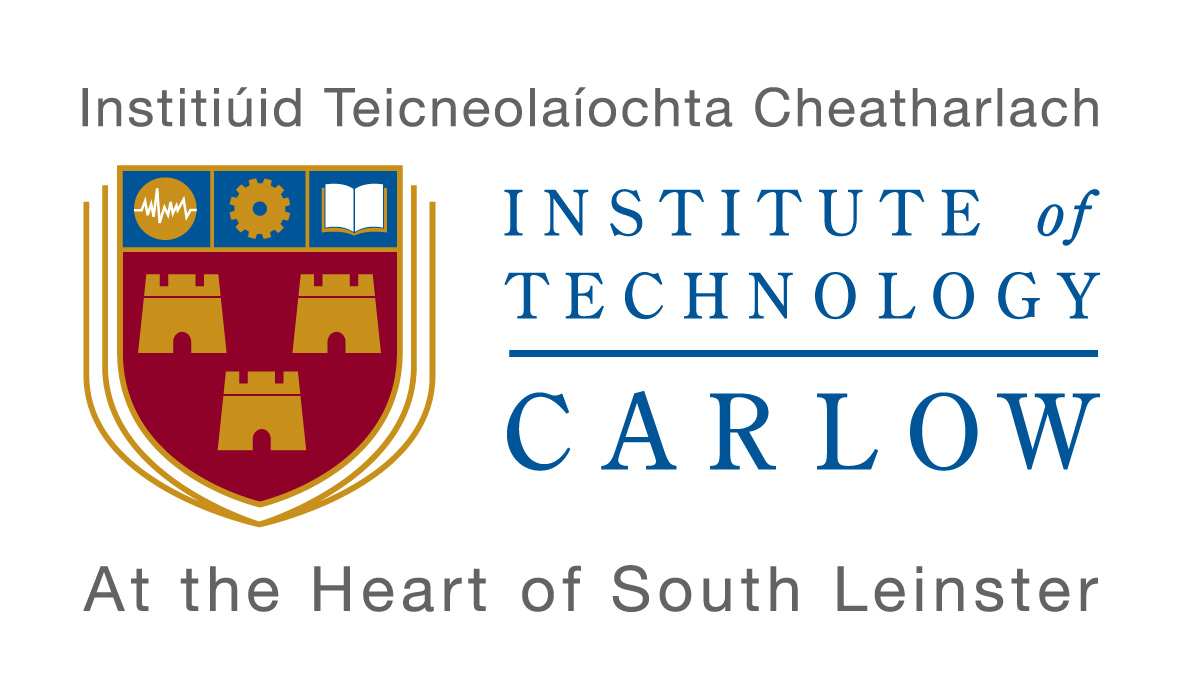 Institiúid Teicneolaíochta Cheatharlach
INSTITUTE of
TECHNOLOGY
CARLOW
At the Heart of South Leinster